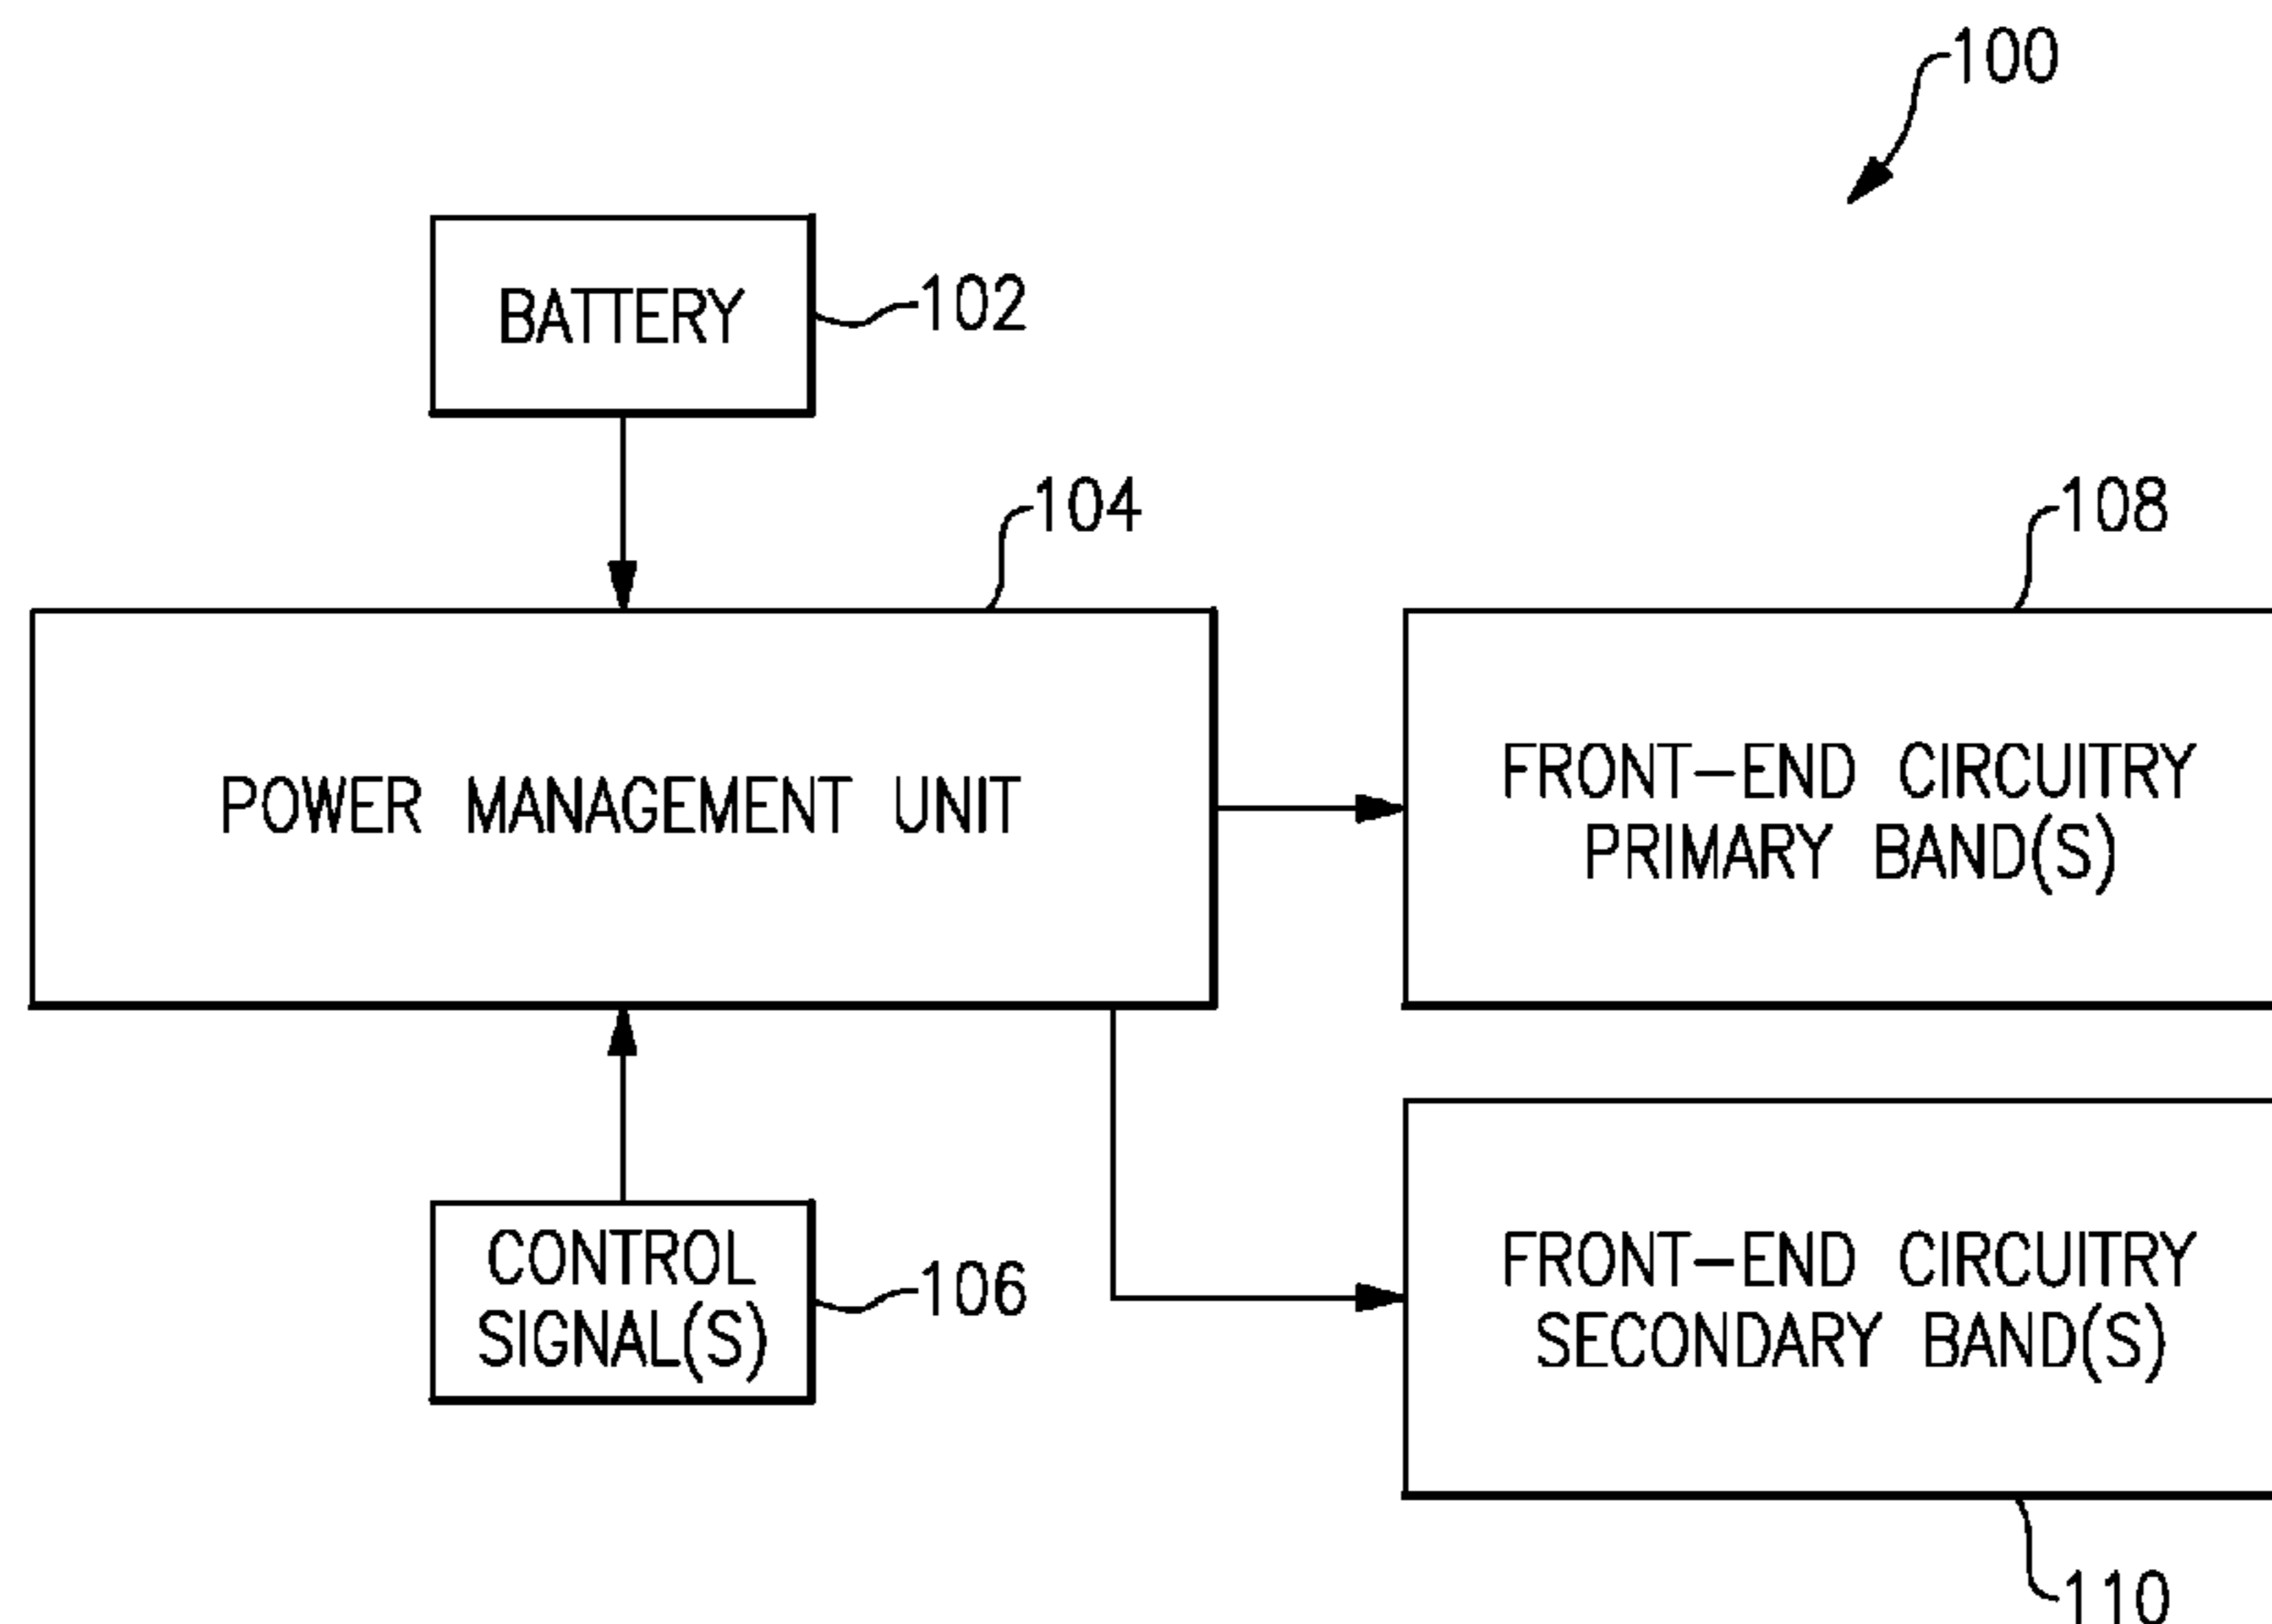 100
BATTERY
102
104
108
POWER MANAGEMENT UNIT
FRONT-END CIRCUITRY
PRIMARY BAND(S)
CONTROL
SIGNAL(S)
106
FRONT-END CIRCUITRY
SECONDARY BAND(S)
110